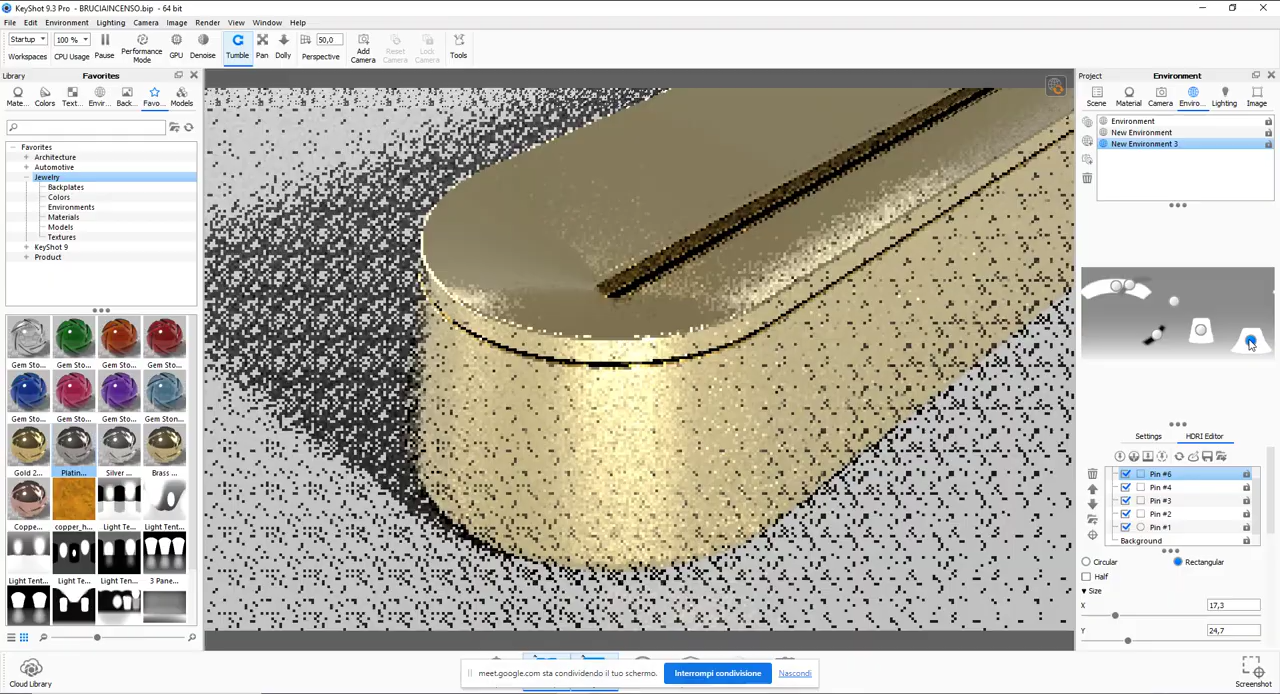 KeyShot 9.3 Pro - BRUCIAINCENSO.bip - 64 bit
File Edit Environment Lighting Camera Image Render View Window Help
Startup 100 % 50,0
Workspaces CPU Usage Pause Performance Mode GPU Denoise Tumble Pan Dolly Perspective Add Camera Reset Camera Lock Camera Tools
Library Favorites
Mate... Colors Text... Envir... Back... Favo... Models
Favorites
Architecture
Automotive
Jewelry
Backplates
Colors
Environments
Materials
Models
Textures
KeyShot 9
Product
Gem Sto... Gem Sto... Gem Sto... Gem Sto...
Gem Sto... Gem Sto... Gem Sto... Gem Ston...
Gold 2... Platin... Silver ... Brass ...
Coppe... copper_h... Light Te... Light Tent...
Light Tent... Light Te... Light Ten... 3 Pane...
Cloud Library
Project Environment
Scene Material Camera Enviro... Lighting Image
Environment
New Environment
New Environment 3
Settings HDRI Editor
Pin #6
Pin #4
Pin #3
Pin #2
Pin #1
Background
Circular Rectangular
Half
Size
X 17,3
Y 24,7
meet.google.com sta condividendo il tuo schermo. Interrompi condivisione Nascondi
Screenshot